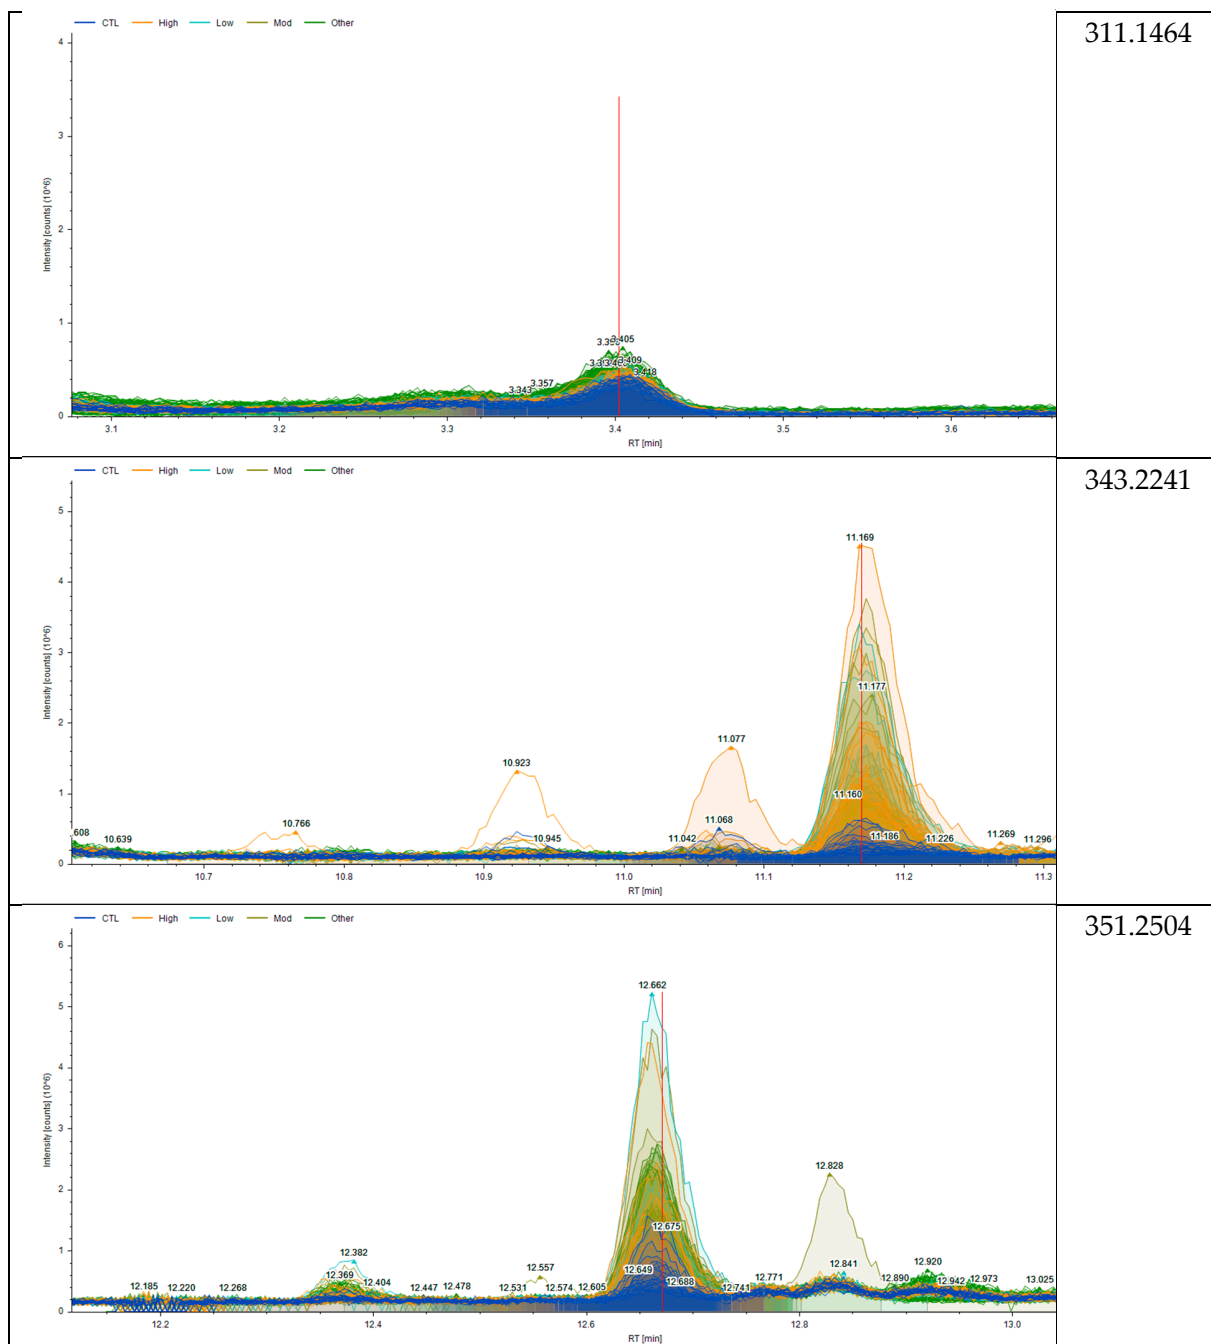 CTL High Low Mod Other
311.1464
4
3
2
1
0
Intensity [counts] (10^6)
3.405
3.409
3.418
3.357
3.343
3.1 3.2 3.3 3.4 3.5 3.6
RT [min]
CTL High Low Mod Other
343.2241
5
4
3
2
1
0
Intensity [counts] (10^6)
11.169
11.177
11.077
10.923
11.160
10.766
11.068
.608 10.639 10.945 11.042 11.186 11.226 11.269 11.296
10.7 10.8 10.9 11.0 11.1 11.2 11.3
RT [min]
CTL High Low Mod Other
351.2504
6
5
4
3
2
1
0
Intensity [counts] (10^6)
12.662
12.828
12.675
12.382
12.841 12.920
12.369 12.557 12.649 12.771
12.185 12.220 12.268 12.404 12.447 12.478 12.531 12.574 12.605 12.688 12.741 12.890 12.942 12.973 13.025
12.2 12.4 12.6 12.8 13.0
RT [min]